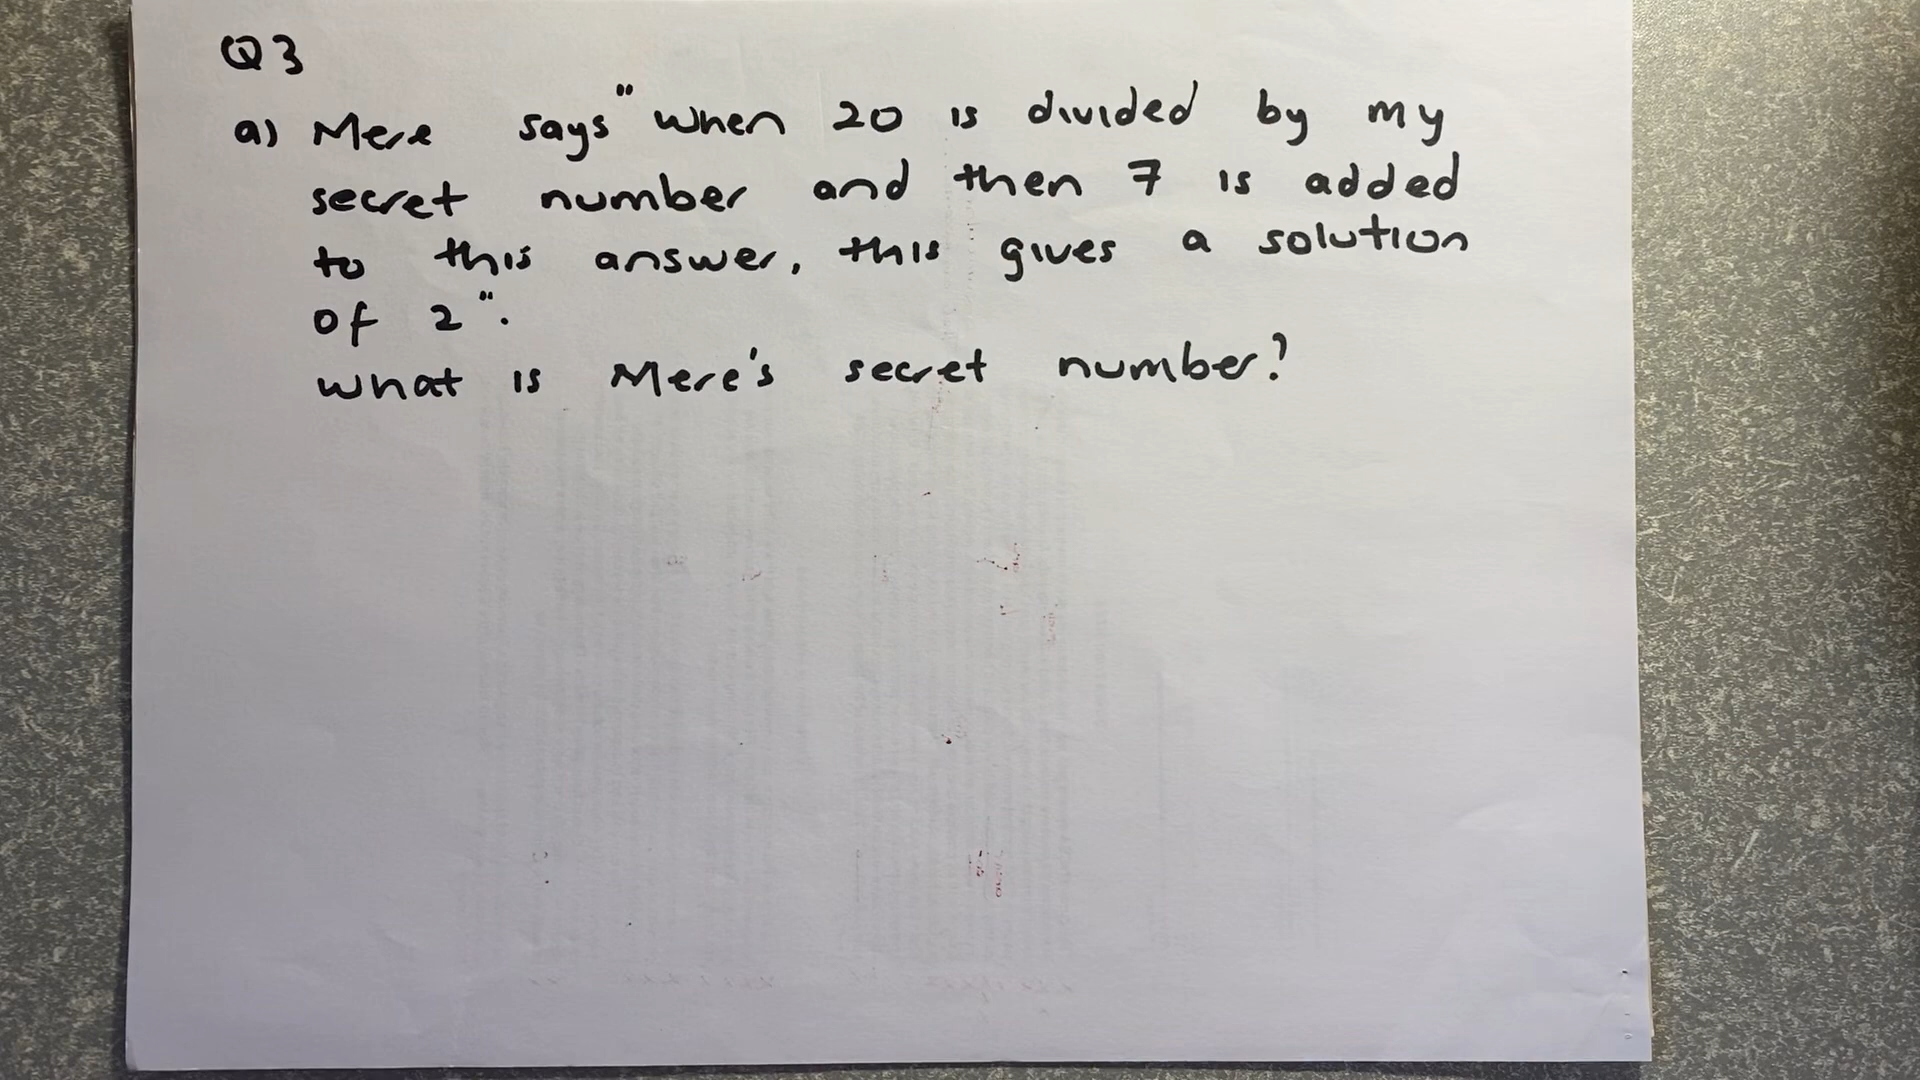 Q3
a) Mere says "when 20 is divided by my
secret number and then 7 is added
to this answer, this gives a solution
of 2".
what is Mere's secret number?